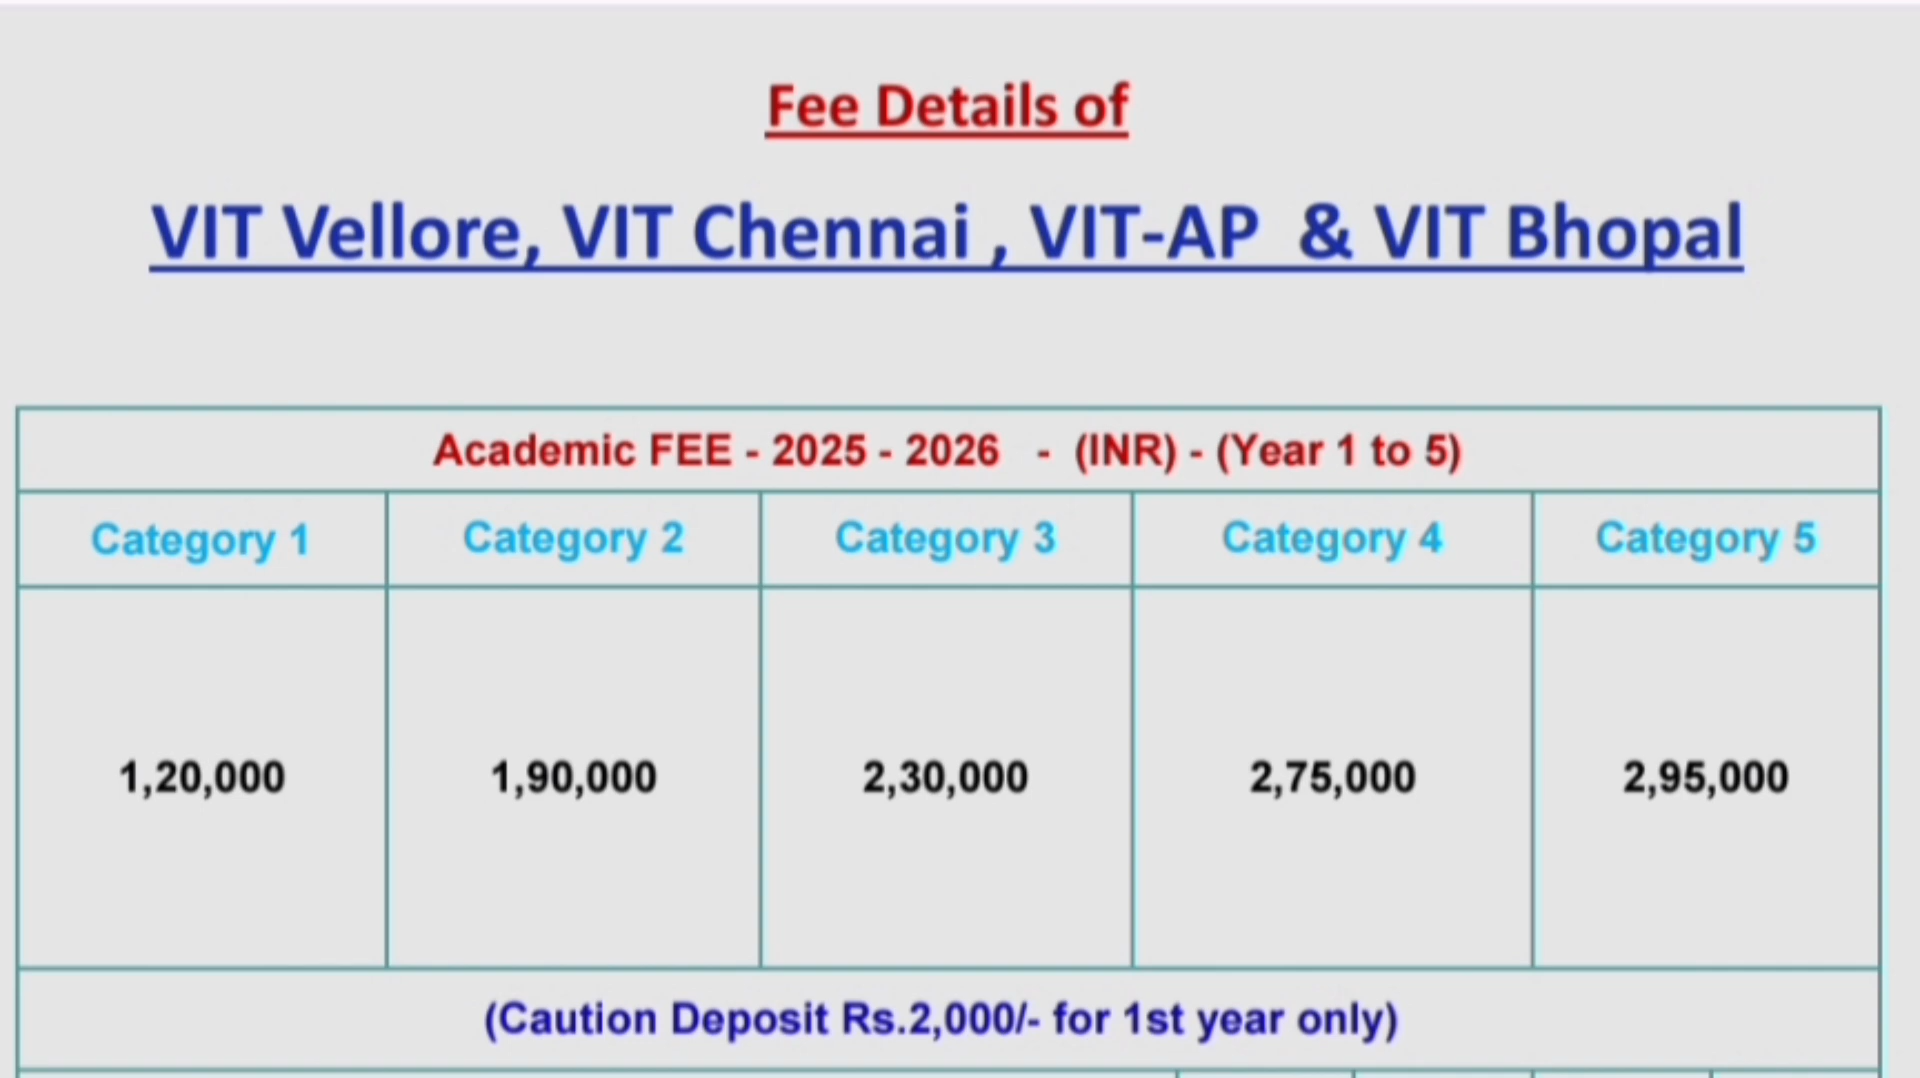 Fee Details of
VIT Vellore, VIT Chennai , VIT-AP & VIT Bhopal
Academic FEE - 2025 - 2026 - (INR) - (Year 1 to 5)
Category 1 Category 2 Category 3 Category 4 Category 5
1,20,000 1,90,000 2,30,000 2,75,000 2,95,000
(Caution Deposit Rs.2,000/- for 1st year only)